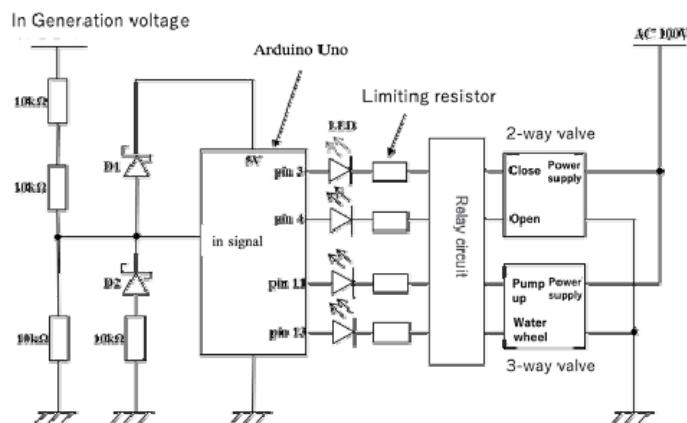 In Generation voltage
AC 100V
Arduino Uno
Limiting resistor
10kΩ
LED
2-way valve
D1
5V
pin 3
Close
Power supply
10kΩ
pin 4
Open
in signal
Relay circuit
D2
pin 11
Pump up
Power supply
10kΩ
10kΩ
pin 13
Water wheel
3-way valve